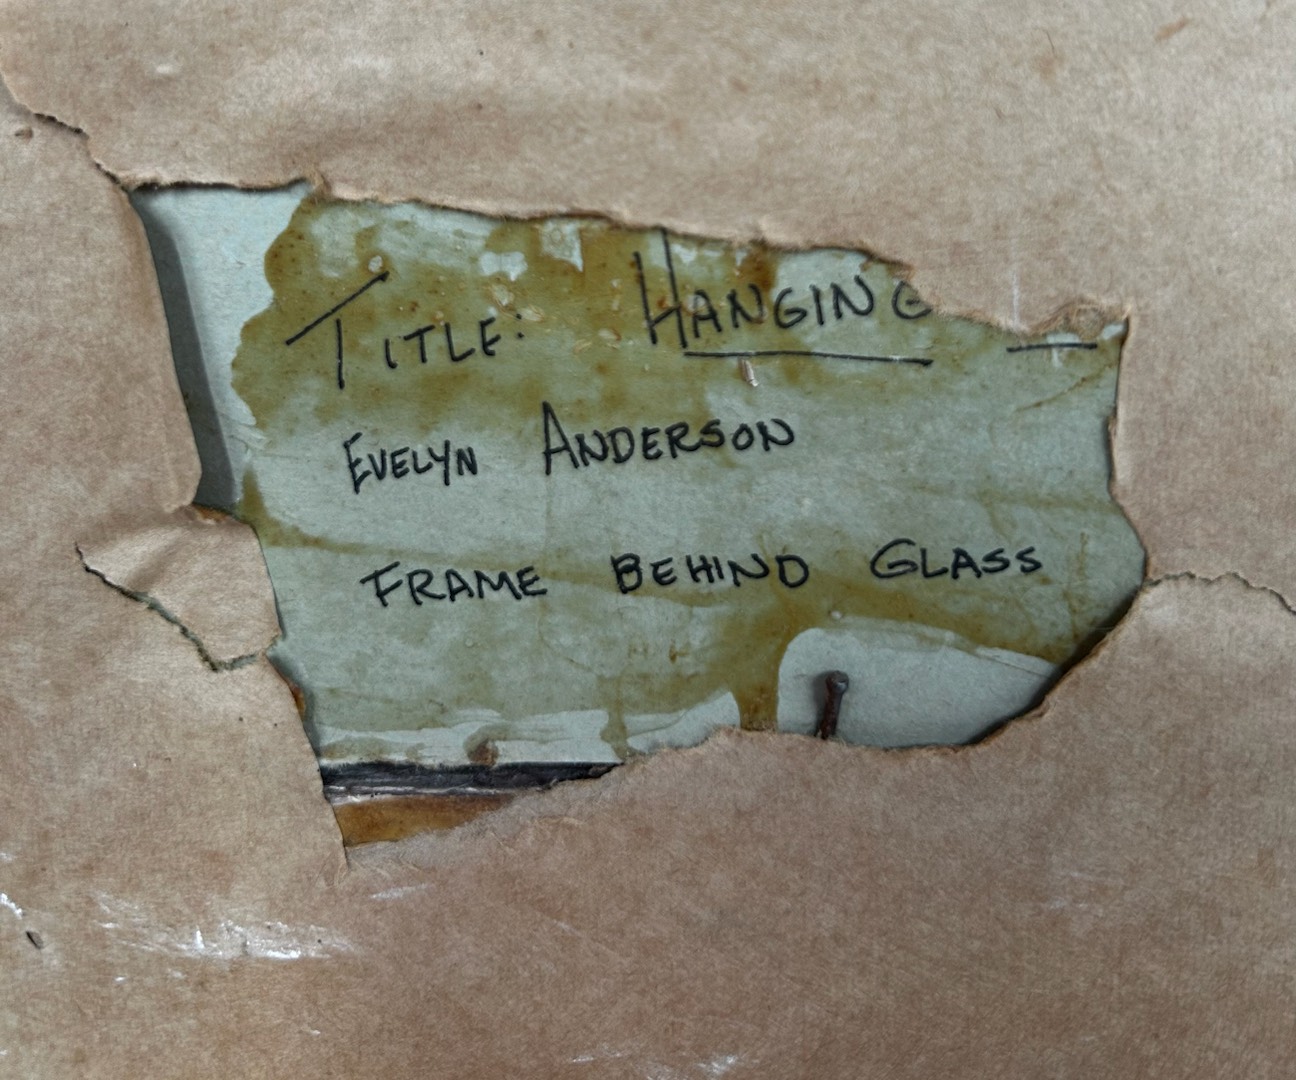 TITLE: HANGING
EVELYN ANDERSON
FRAME BEHIND GLASS